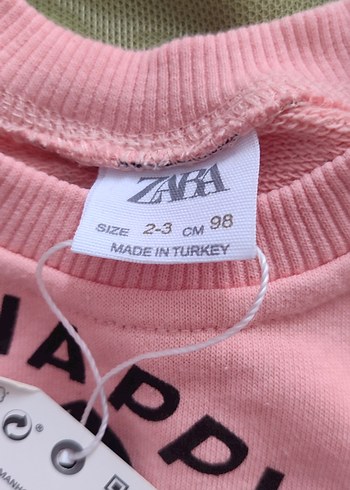 ZARA
SIZE 2-3 CM 98
MADE IN TURKEY
HAPPI
®